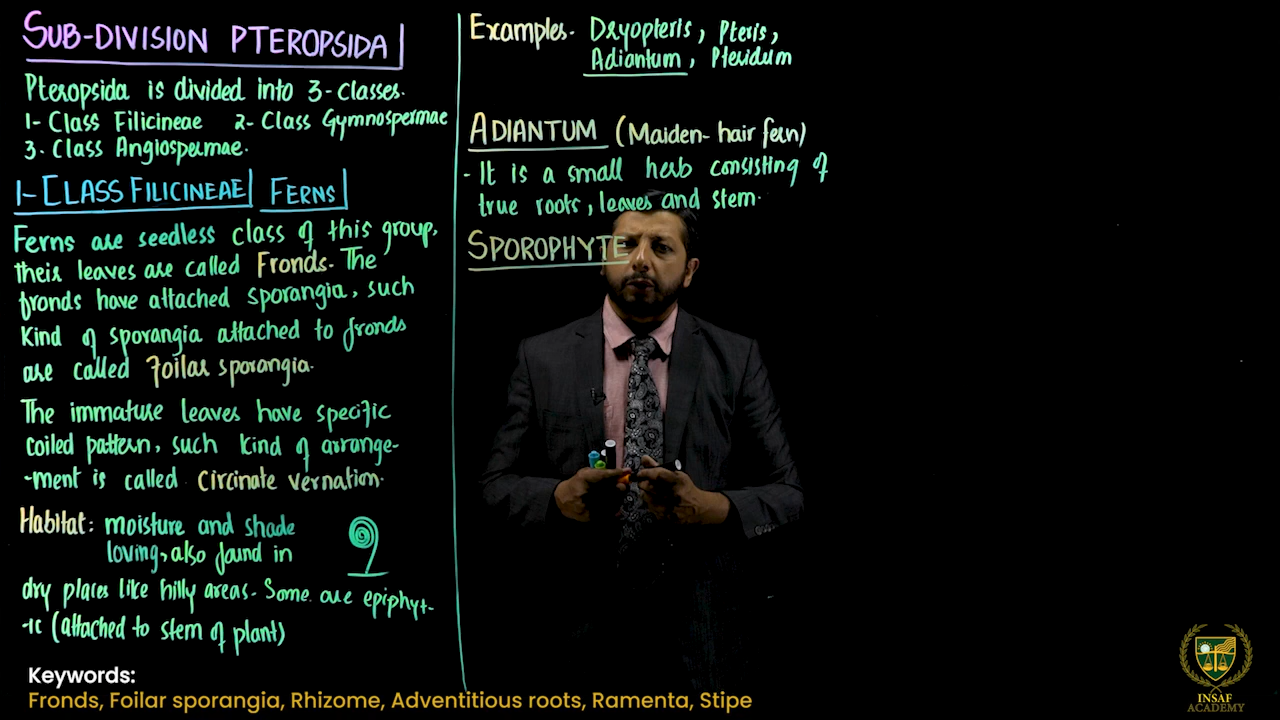 SUB-DIVISION PTEROPSIDA
Pteropsida is divided into 3-classes.
1- Class Filicineae 2- Class Gymnospermae
3. Class Angiospermae.
1- CLASS FILICINEAE FERNS
Ferns are seedless class of this group,
their leaves are called Fronds. The
fronds have attached sporangia, such
Kind of sporangia attached to fronds
are called Foilar sporangia.
The immature leaves have specific
coiled pattern, such kind of arrange-
-ment is called circinate vernation.
Habitat: moisture and shade
loving, also found in
dry places like hilly areas. Some are epiphyt-
-ic (attached to stem of plant)
Examples. Dryopteris, Pteris,
Adiantum, Pteridum
ADIANTUM (Maiden-hair fern)
- It is a small herb consisting of
true roots, leaves and stem.
SPOROPHYTE
Keywords:
Fronds, Foilar sporangia, Rhizome, Adventitious roots, Ramenta, Stipe
INSAF
ACADEMY